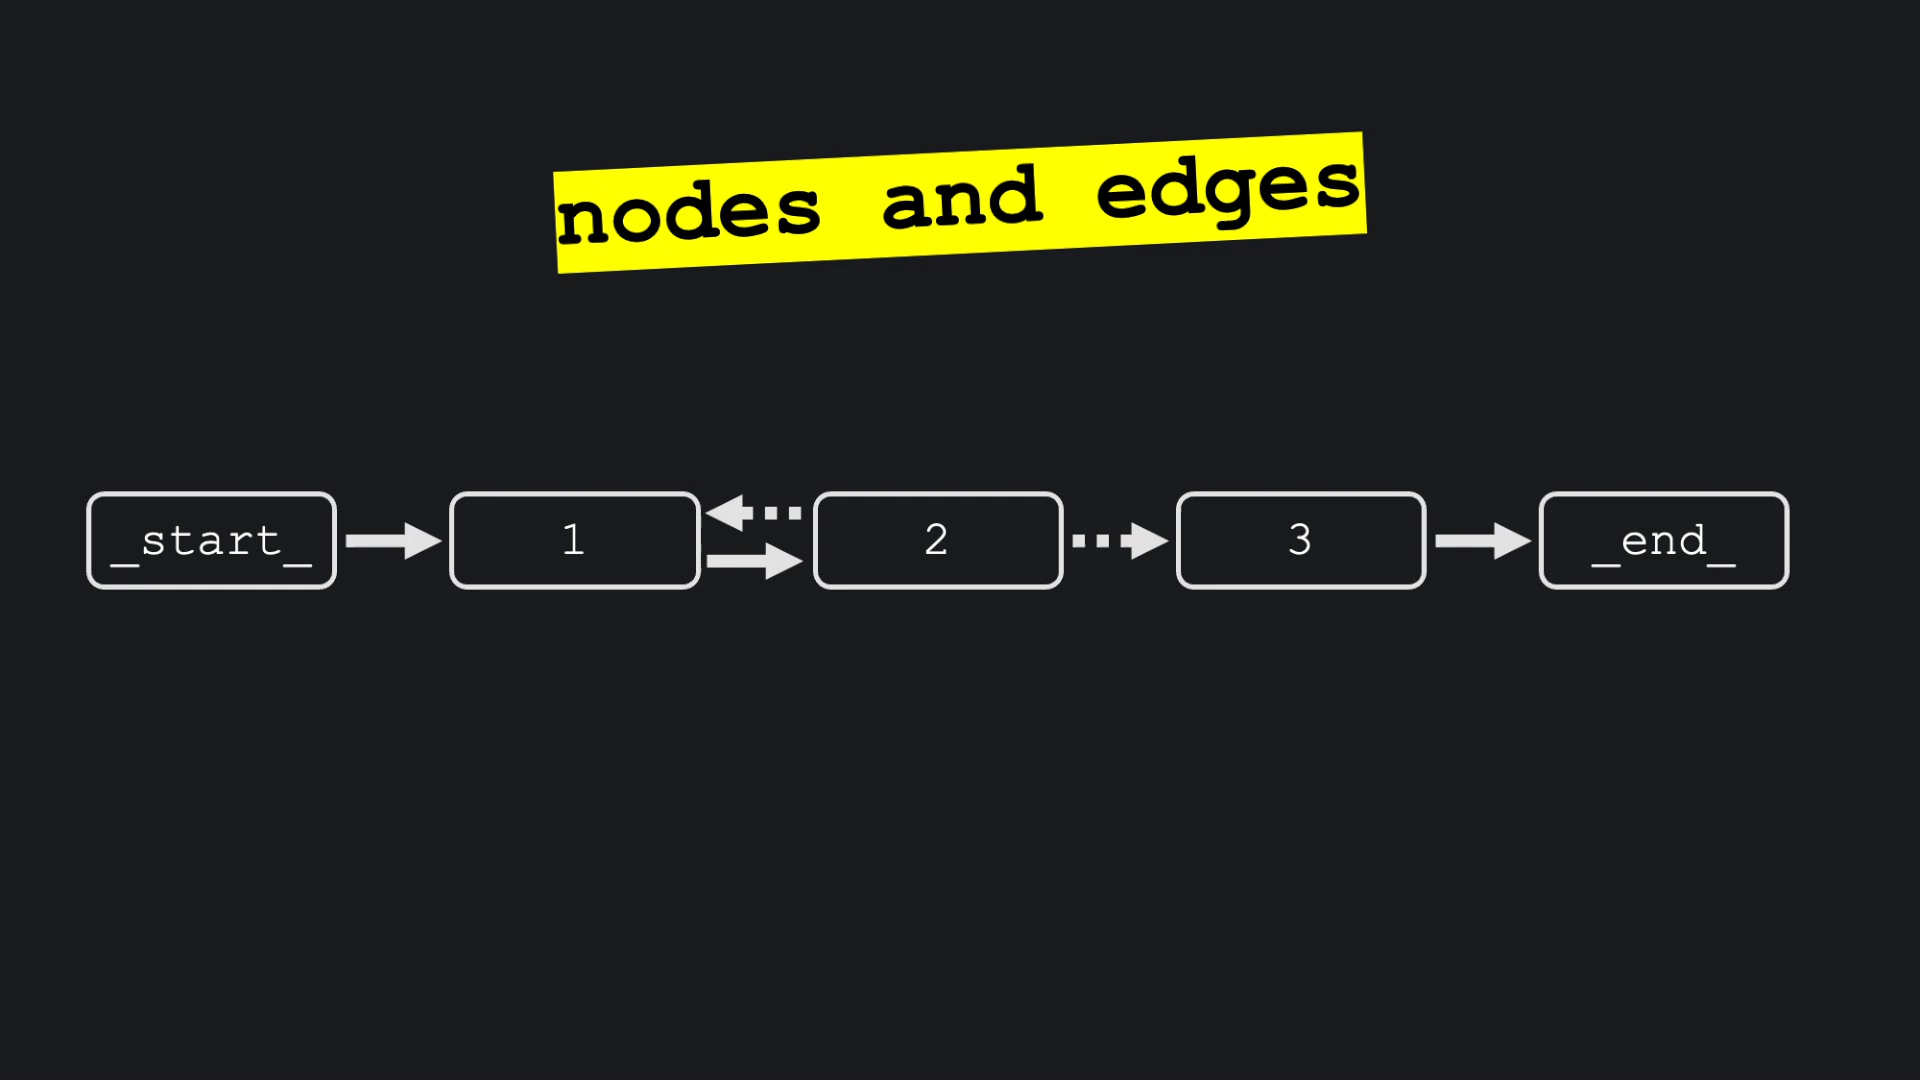 nodes and edges
_start_
1
2
3
_end_